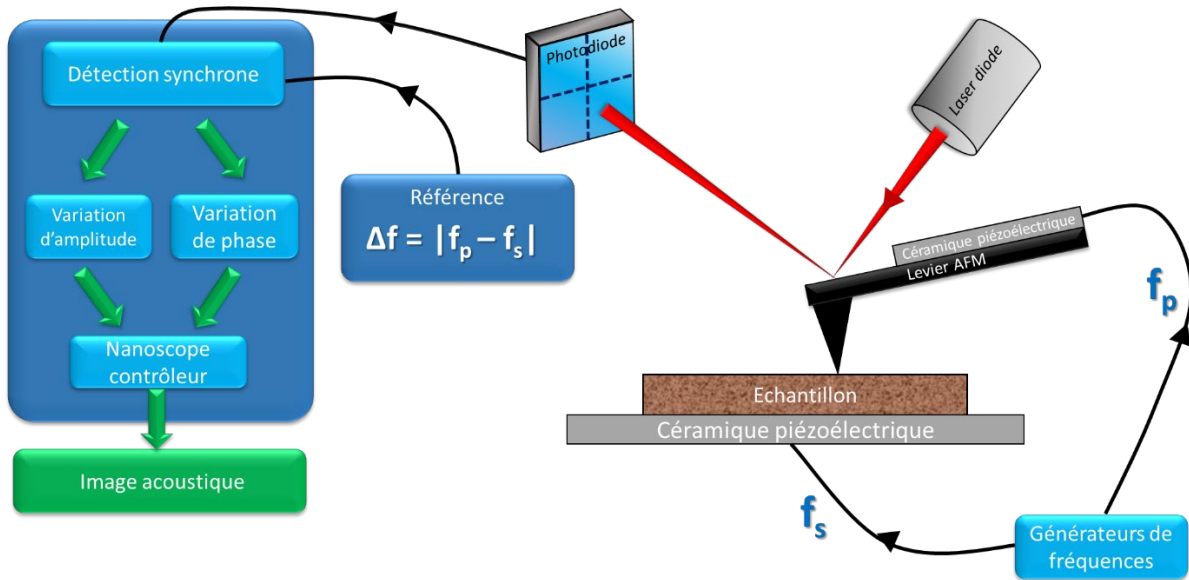 Détection synchrone
Variation
d’amplitude
Variation
de phase
Nanoscope
contrôleur
Image acoustique
Référence
Δf = |fp – fs|
Photodiode
Laser diode
Céramique piézoélectrique
Levier AFM
fp
Echantillon
Céramique piézoélectrique
fs
Générateurs de
fréquences